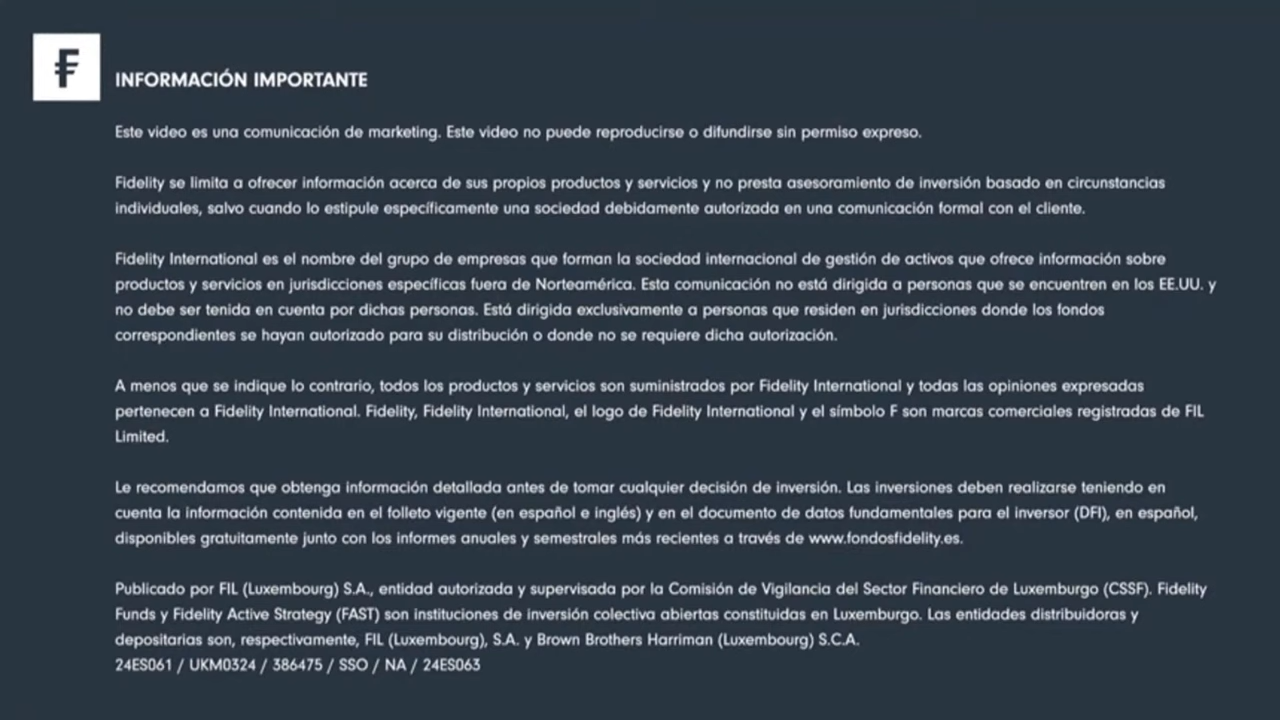 F
INFORMACIÓN IMPORTANTE
Este video es una comunicación de marketing. Este video no puede reproducirse o difundirse sin permiso expreso.
Fidelity se limita a ofrecer información acerca de sus propios productos y servicios y no presta asesoramiento de inversión basado en circunstancias
individuales, salvo cuando lo estipule específicamente una sociedad debidamente autorizada en una comunicación formal con el cliente.
Fidelity International es el nombre del grupo de empresas que forman la sociedad internacional de gestión de activos que ofrece información sobre
productos y servicios en jurisdicciones específicas fuera de Norteamérica. Esta comunicación no está dirigida a personas que se encuentren en los EE.UU. y
no debe ser tenida en cuenta por dichas personas. Está dirigida exclusivamente a personas que residen en jurisdicciones donde los fondos
correspondientes se hayan autorizado para su distribución o donde no se requiere dicha autorización.
A menos que se indique lo contrario, todos los productos y servicios son suministrados por Fidelity International y todas las opiniones expresadas
pertenecen a Fidelity International. Fidelity, Fidelity International, el logo de Fidelity International y el símbolo F son marcas comerciales registradas de FIL
Limited.
Le recomendamos que obtenga información detallada antes de tomar cualquier decisión de inversión. Las inversiones deben realizarse teniendo en
cuenta la información contenida en el folleto vigente (en español e inglés) y en el documento de datos fundamentales para el inversor (DFI), en español,
disponibles gratuitamente junto con los informes anuales y semestrales más recientes a través de www.fondosfidelity.es.
Publicado por FIL (Luxembourg) S.A., entidad autorizada y supervisada por la Comisión de Vigilancia del Sector Financiero de Luxemburgo (CSSF). Fidelity
Funds y Fidelity Active Strategy (FAST) son instituciones de inversión colectiva abiertas constituidas en Luxemburgo. Las entidades distribuidoras y
depositarias son, respectivamente, FIL (Luxembourg), S.A. y Brown Brothers Harriman (Luxembourg) S.C.A.
24ES061 / UKM0324 / 386475 / SSO / NA / 24ES063